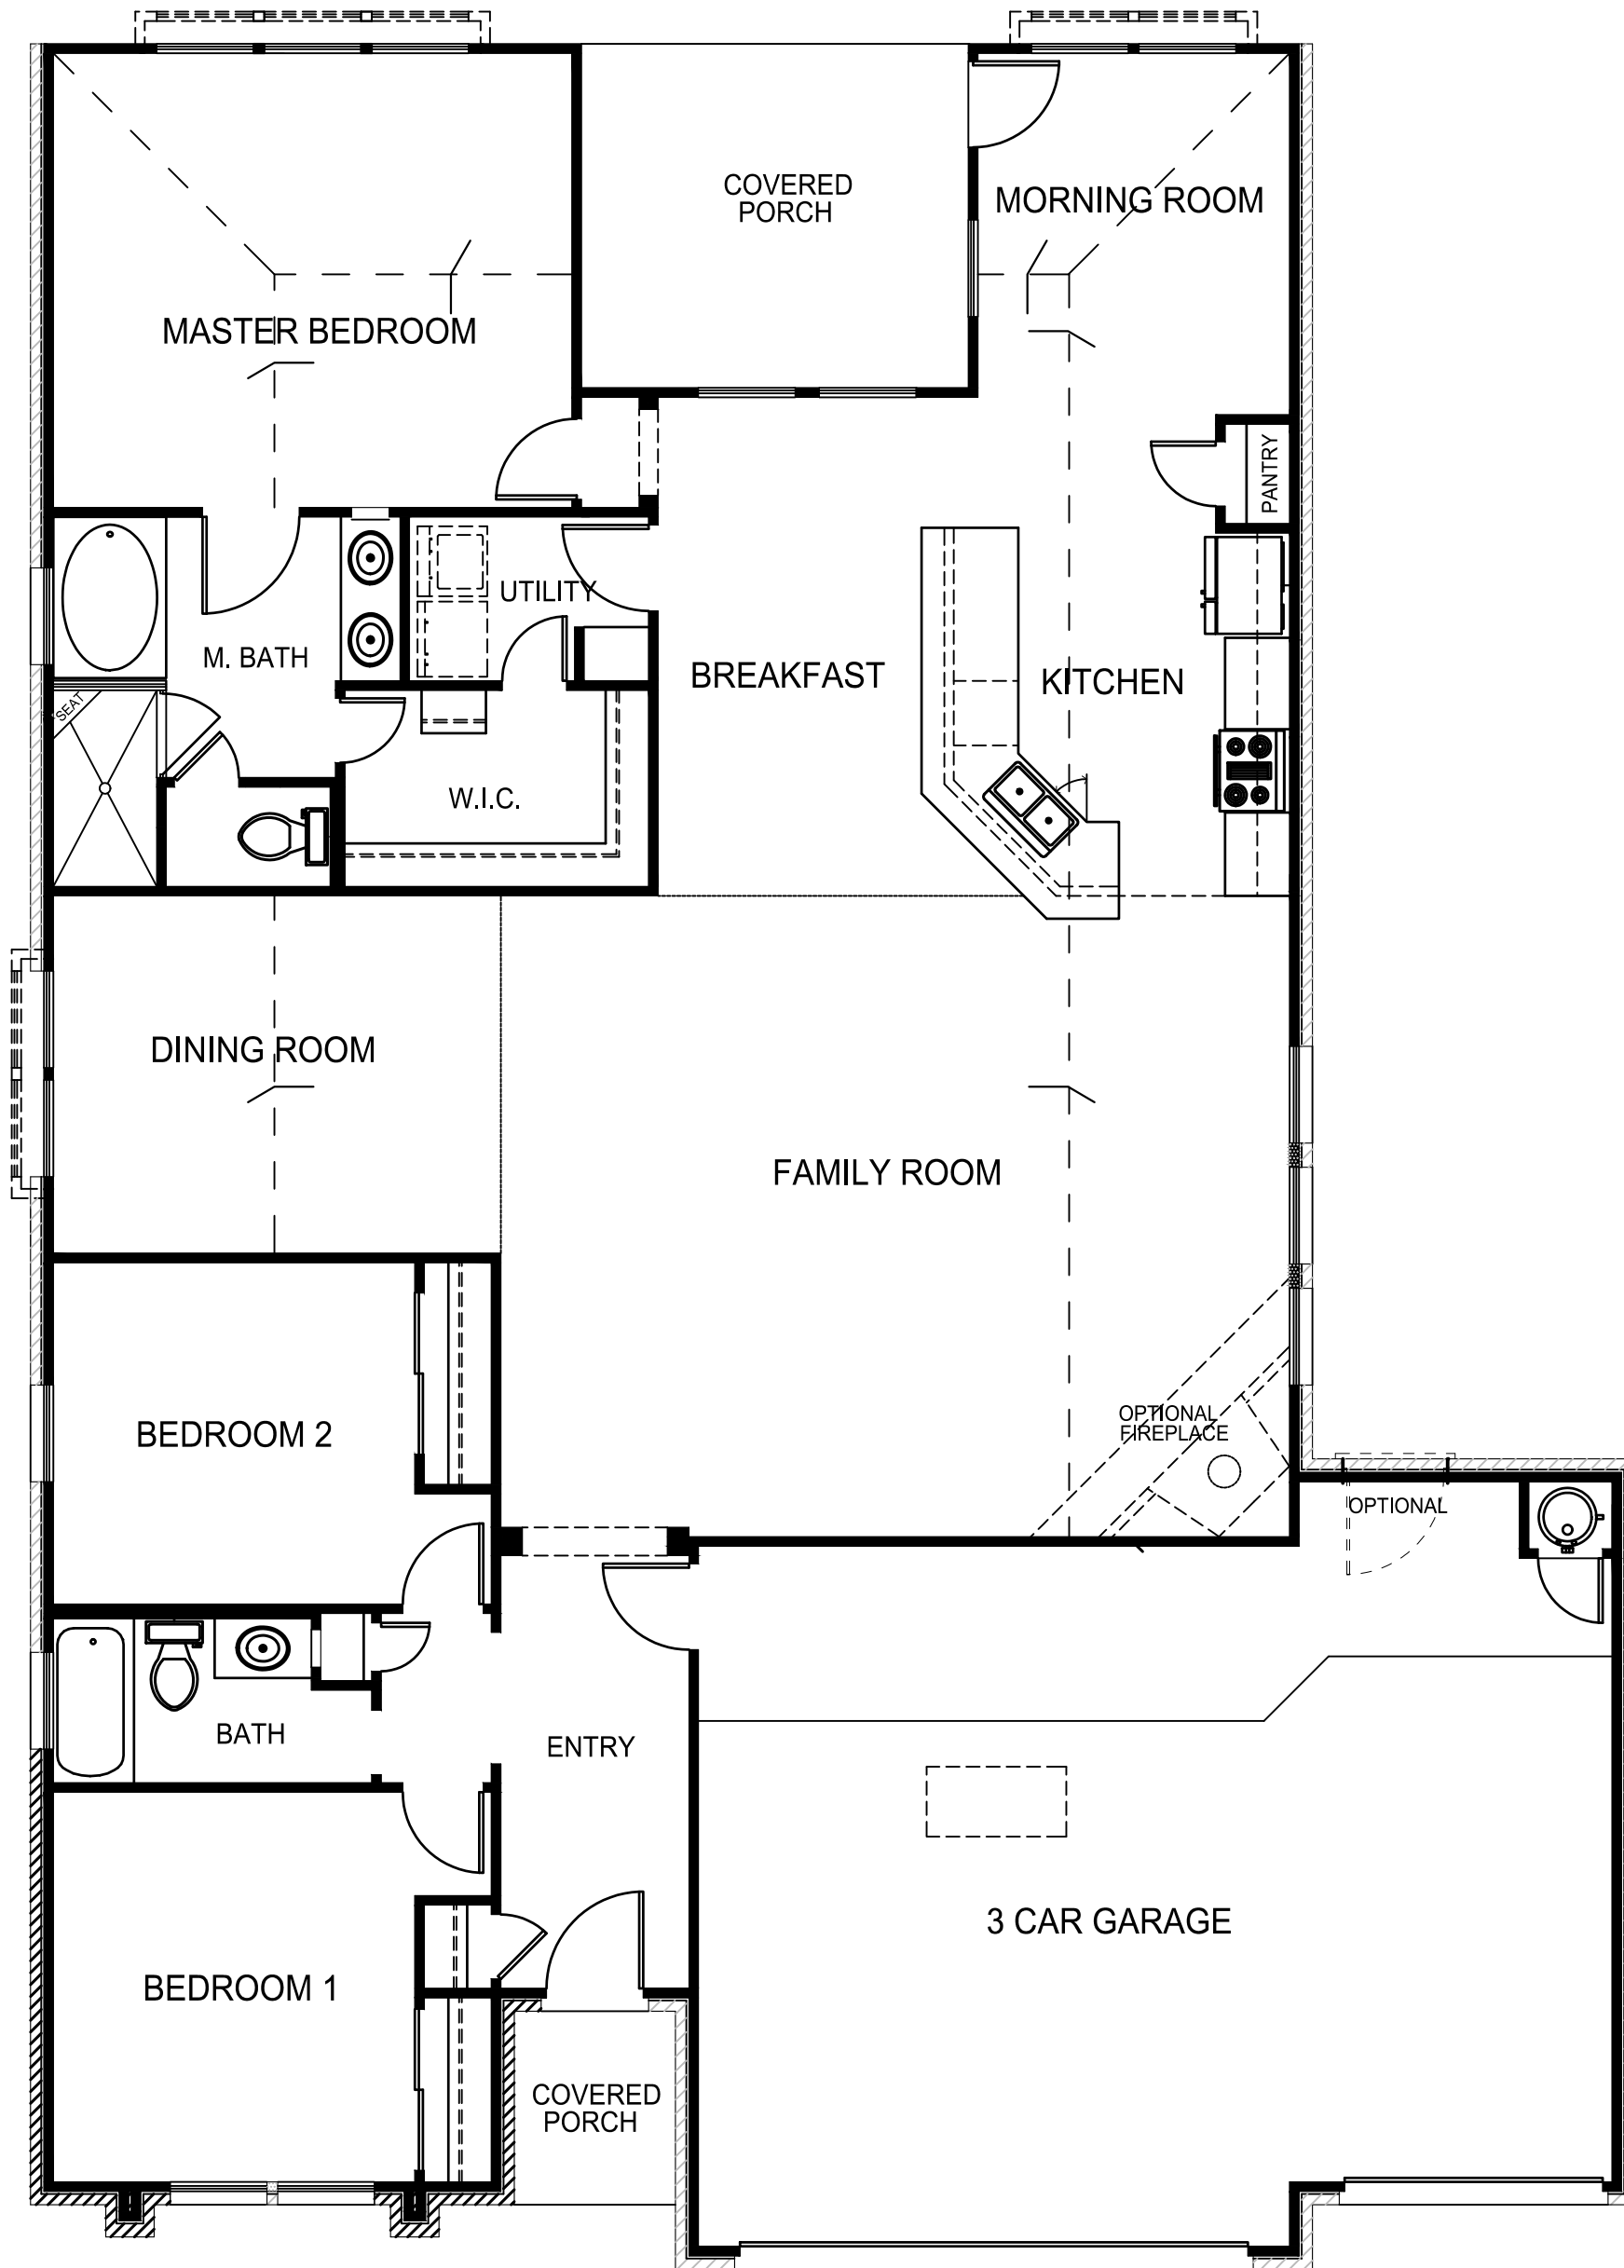 COVERED
PORCH
MORNING ROOM
MASTER BEDROOM
PANTRY
UTILITY
M. BATH
BREAKFAST
KITCHEN
SEAT
W.I.C.
DINING ROOM
FAMILY ROOM
OPTIONAL
FIREPLACE
BEDROOM 2
OPTIONAL
BATH
ENTRY
3 CAR GARAGE
BEDROOM 1
COVERED
PORCH